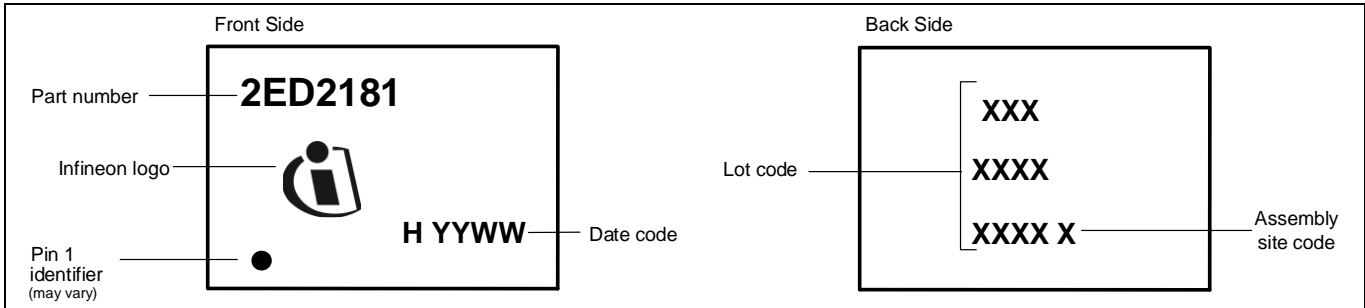 Front Side
Back Side
Part number
2ED2181
Infineon logo
H YYWW
Date code
Pin 1
identifier
(may vary)
Lot code
XXX
XXXX
XXXX X
Assembly
site code